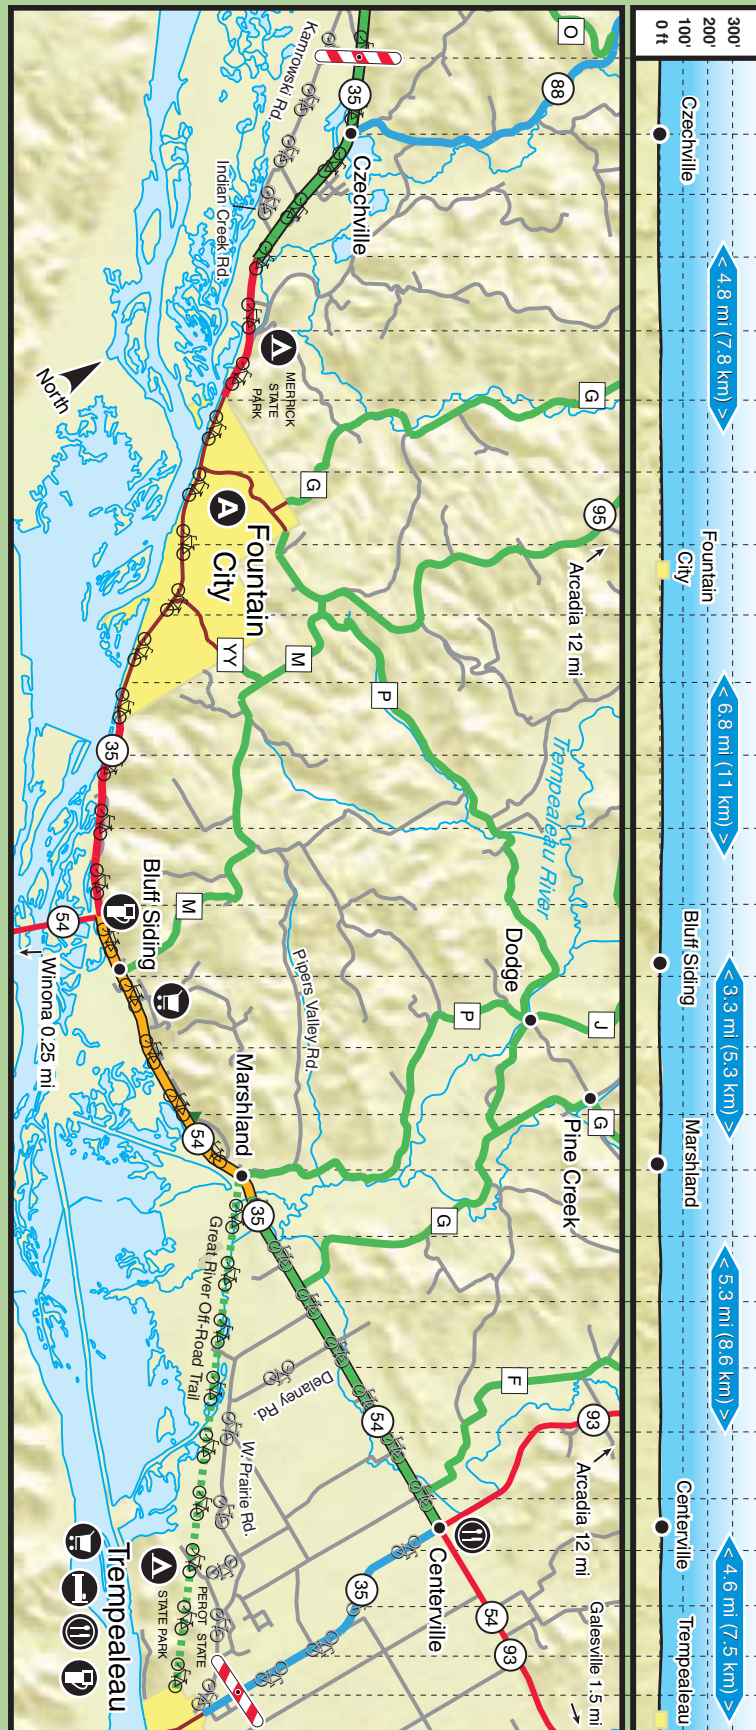 300'
200'
100'
0 ft
Czechville
< 4.8 mi (7.8 km) >
Fountain
City
< 6.8 mi (11 km) >
Bluff Siding
< 3.3 mi (5.3 km) >
Marshland
< 5.3 mi (8.6 km) >
Centerville
< 4.6 mi (7.5 km) >
Trempealeau
O
88
35
Kamrowski Rd.
Czechville
Indian Creek Rd.
North
MERRICK
STATE
PARK
G
G
95
Arcadia 12 mi
Fountain
City
YY
M
P
35
Trempealeau River
M
Bluff Siding
54
Winona 0.25 mi
Pipers Valley Rd.
Dodge
P
J
G
Pine Creek
Marshland
54
35
G
Great River Off-Road Trail
Delaney Rd.
W. Prairie Rd.
F
93
Arcadia 12 mi
54
Centerville
35
54
93
Galesville 1.5 mi
PEROT STATE
STATE PARK
Trempealeau